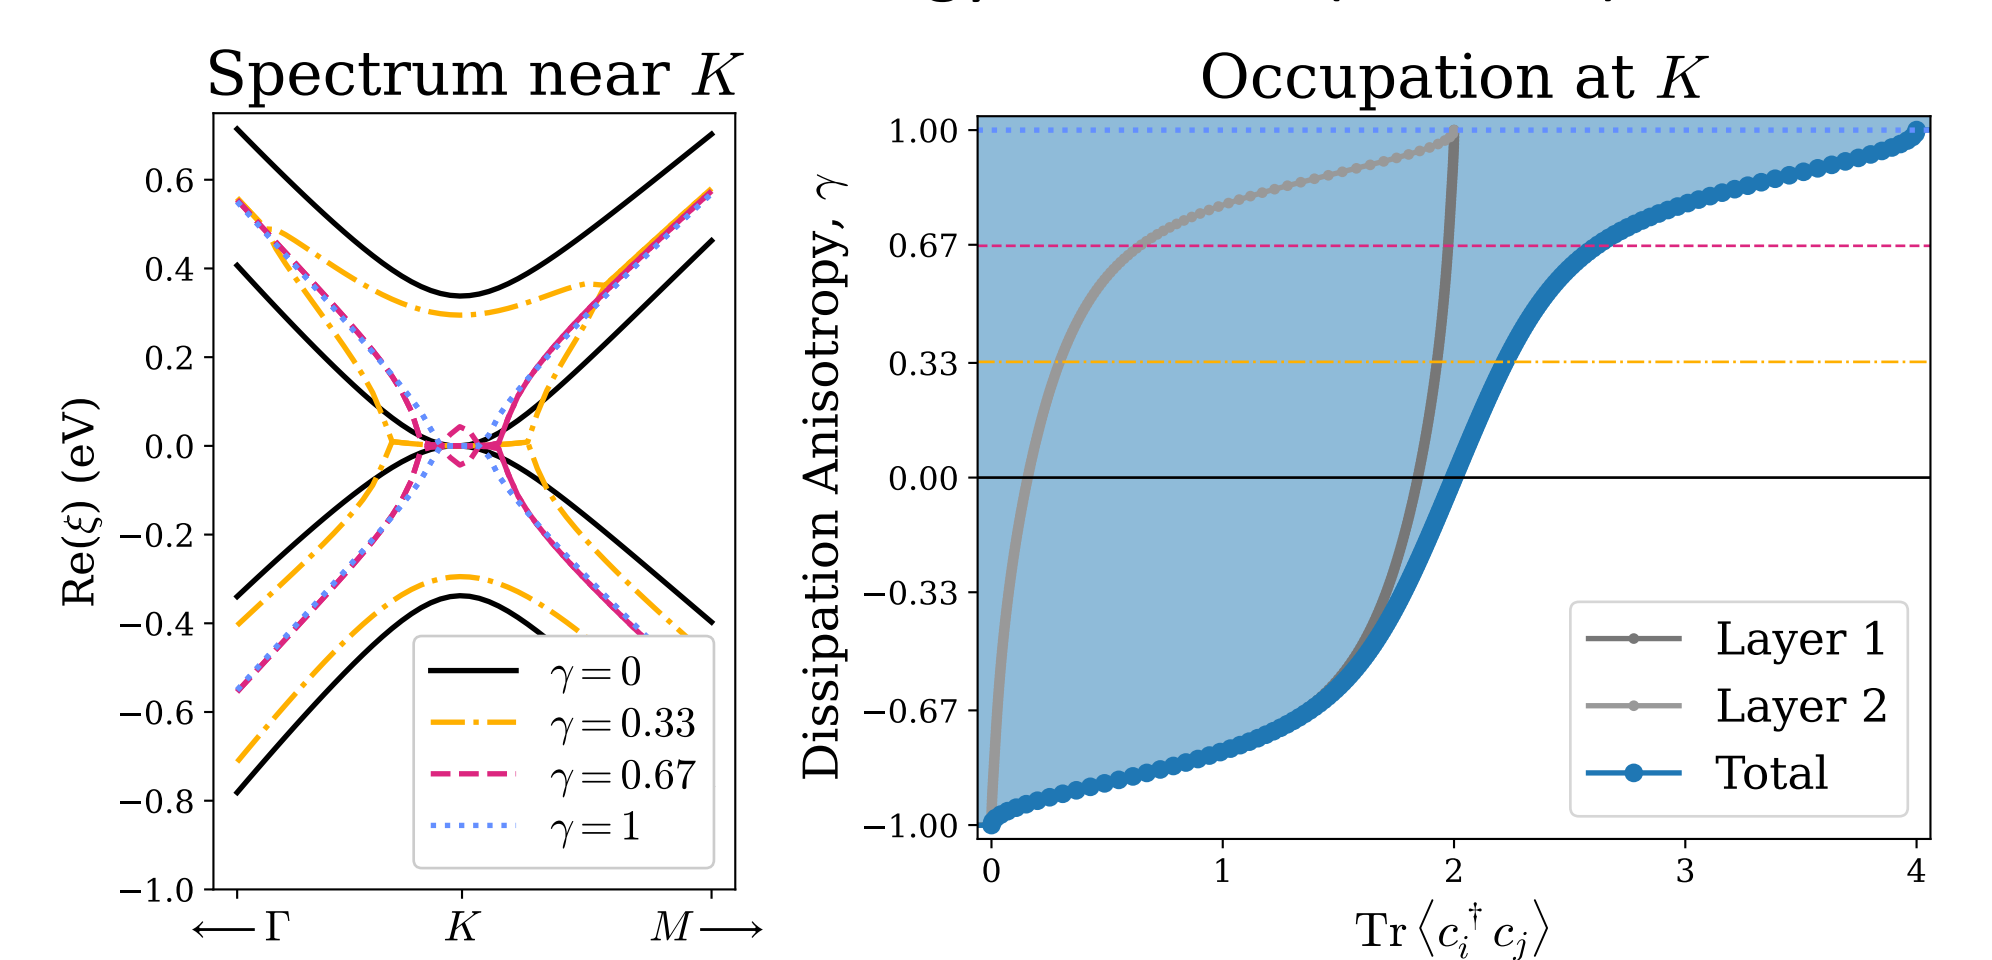 Spectrum near K
Re(ξ) (eV)
0.6
0.4
0.2
0.0
−0.2
−0.4
−0.6
−0.8
−1.0
⟵ Γ
K
M ⟶
γ = 0
γ = 0.33
γ = 0.67
γ = 1
Occupation at K
Dissipation Anisotropy, γ
1.00
0.67
0.33
0.00
−0.33
−0.67
−1.00
0
1
2
3
4
Tr⟨c_i^† c_j⟩
Layer 1
Layer 2
Total